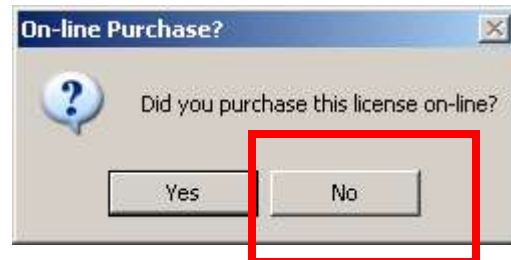 On-line Purchase?
Did you purchase this license on-line?
Yes No